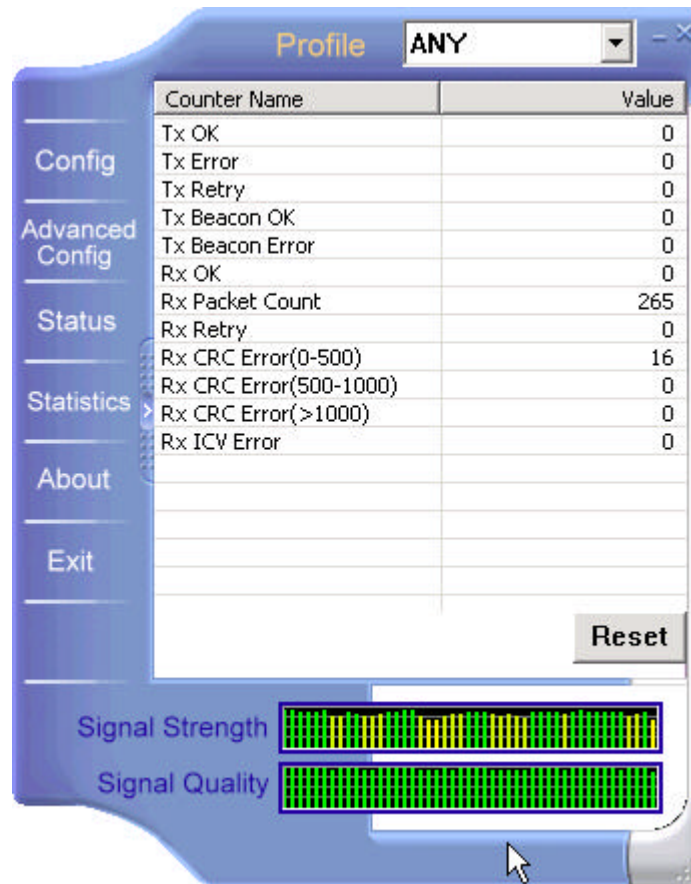 Profile ANY
Counter Name Value
Tx OK 0
Tx Error 0
Tx Retry 0
Tx Beacon OK 0
Tx Beacon Error 0
Rx OK 0
Rx Packet Count 265
Rx Retry 0
Rx CRC Error(0-500) 16
Rx CRC Error(500-1000) 0
Rx CRC Error(>1000) 0
Rx ICV Error 0
Config
Advanced
Config
Status
Statistics
About
Exit
Reset
Signal Strength
Signal Quality